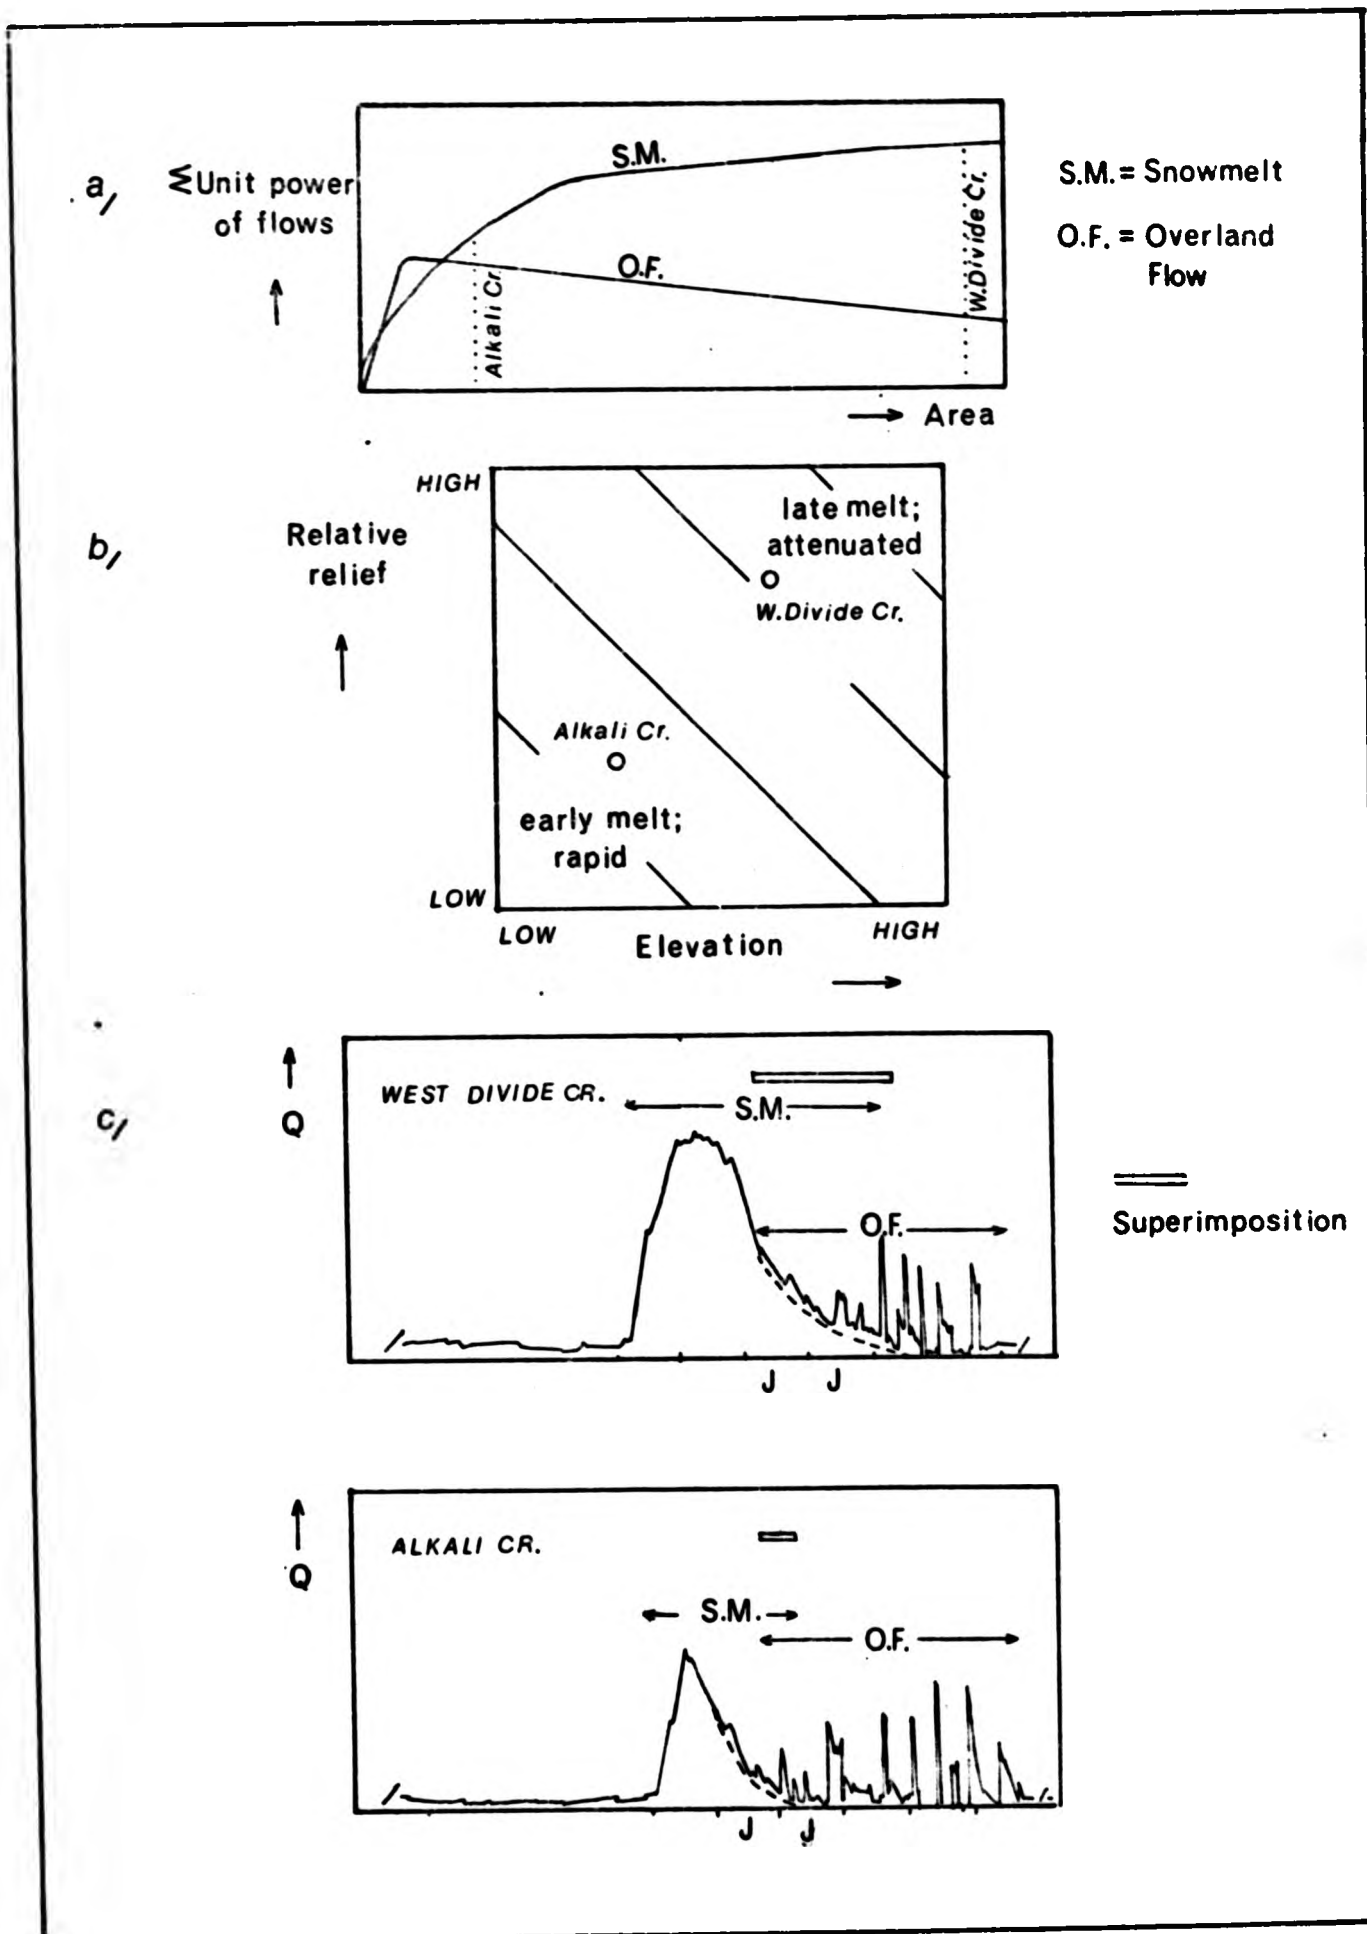 a/
≤Unit power
of flows
S.M.
O.F.
Alkali Cr.
W.Divide Cr.
S.M.= Snowmelt
O.F. = Overland
Flow
Area
b/
HIGH
Relative
relief
late melt;
attenuated
W.Divide Cr.
Alkali Cr.
early melt;
rapid
LOW
LOW
Elevation
HIGH
c/
Q
WEST DIVIDE CR.
S.M.
O.F.
J J
Superimposition
Q
ALKALI CR.
S.M.
O.F.
J J